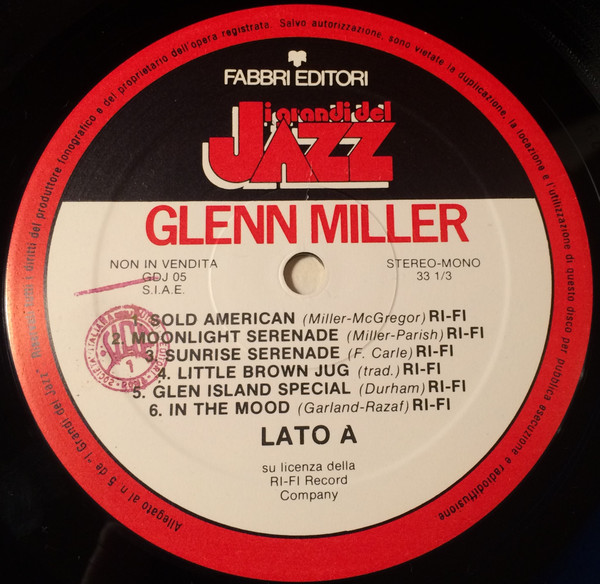 FABBRI EDITORI
i grandi del
JAZZ
GLENN MILLER
NON IN VENDITA
GDJ 05
S.I.A.E.
STEREO-MONO
33 1/3
1. SOLD AMERICAN (Miller-McGregor) RI-FI
2. MOONLIGHT SERENADE (Miller-Parish) RI-FI
3. SUNRISE SERENADE (F. Carle) RI-FI
4. LITTLE BROWN JUG (trad.) RI-FI
5. GLEN ISLAND SPECIAL (Durham) RI-FI
6. IN THE MOOD (Garland-Razaf) RI-FI
LATO A
su licenza della
RI-FI Record
Company
Allegato al n. 5 de "I Grandi del Jazz" i diritti del produttore fonografico e del proprietario dell'opera registrata. Salvo autorizzazione, sono vietate la duplicazione, la locazione e l'utilizzazione di questo disco per pubblica esecuzione e radiodiffusione
SIAE
1